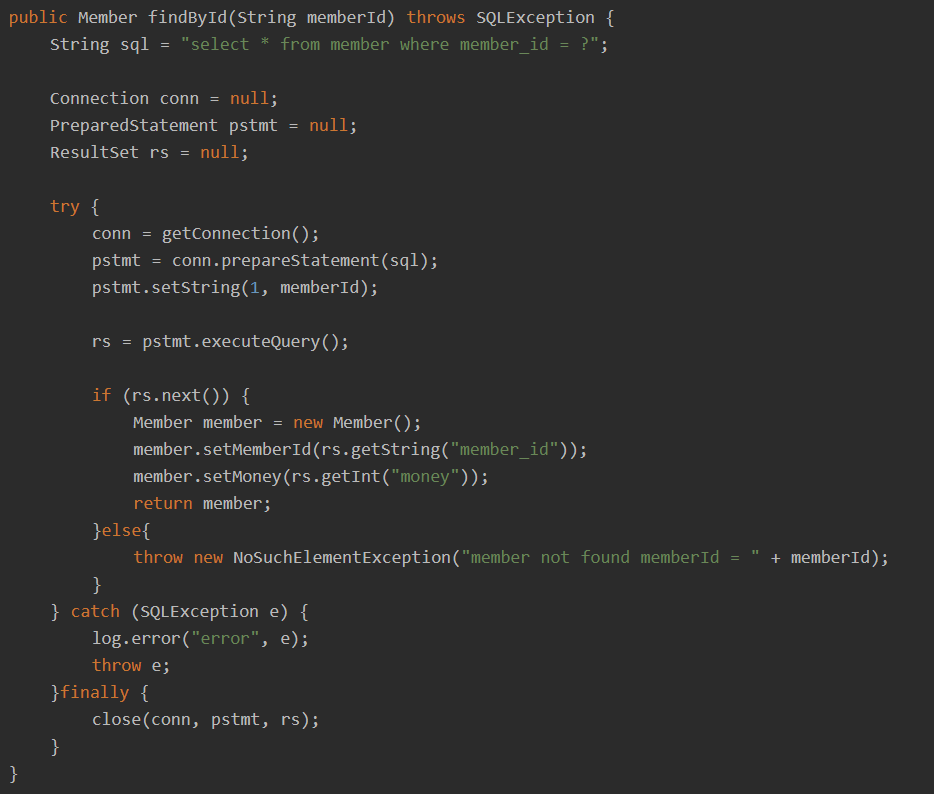 public Member findById(String memberId) throws SQLException {
    String sql = "select * from member where member_id = ?";

    Connection conn = null;
    PreparedStatement pstmt = null;
    ResultSet rs = null;

    try {
        conn = getConnection();
        pstmt = conn.prepareStatement(sql);
        pstmt.setString(1, memberId);

        rs = pstmt.executeQuery();

        if (rs.next()) {
            Member member = new Member();
            member.setMemberId(rs.getString("member_id"));
            member.setMoney(rs.getInt("money"));
            return member;
        }else{
            throw new NoSuchElementException("member not found memberId = " + memberId);
        }
    } catch (SQLException e) {
        log.error("error", e);
        throw e;
    }finally {
        close(conn, pstmt, rs);
    }
}